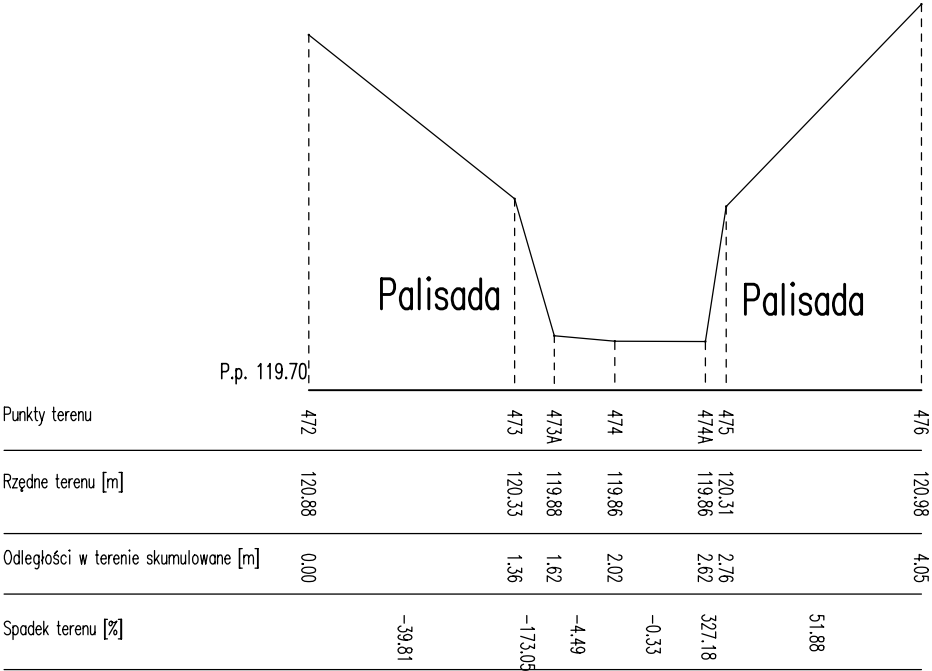 Palisada
Palisada
P.p. 119.70
Punkty terenu 472 473 473A 474 474A 475 476
Rzędne terenu [m] 120.88 120.33 119.88 119.86 119.86 120.31 120.98
Odległości w terenie skumulowane [m] 0.00 1.36 1.62 2.02 2.62 2.76 4.05
Spadek terenu [%] -39.81 -173.05 -4.49 -0.33 327.18 51.88